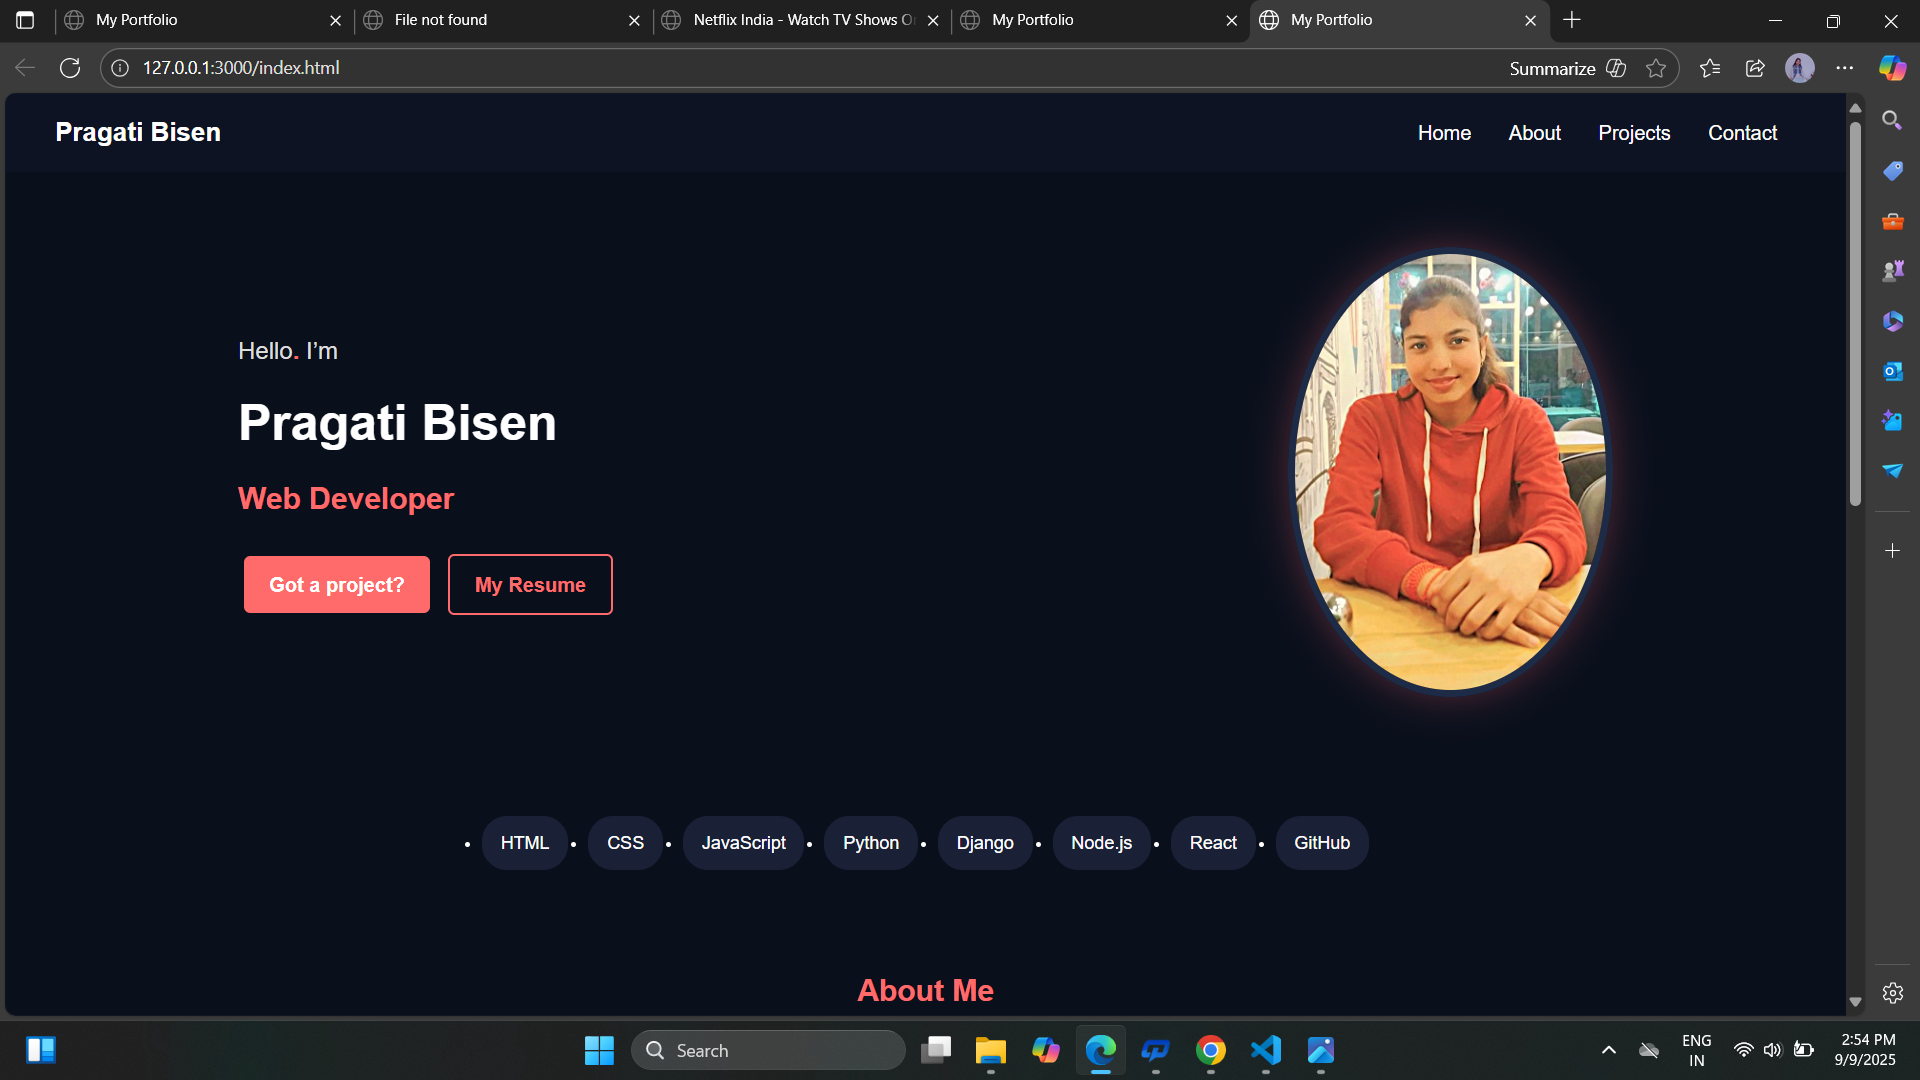 My Portfolio
File not found
Netflix India - Watch TV Shows O
My Portfolio
My Portfolio
127.0.0.1:3000/index.html
Summarize
Pragati Bisen
Home
About
Projects
Contact
Hello. I’m
Pragati Bisen
Web Developer
Got a project?
My Resume
HTML
CSS
JavaScript
Python
Django
Node.js
React
GitHub
About Me
Search
ENG
IN
2:54 PM
9/9/2025